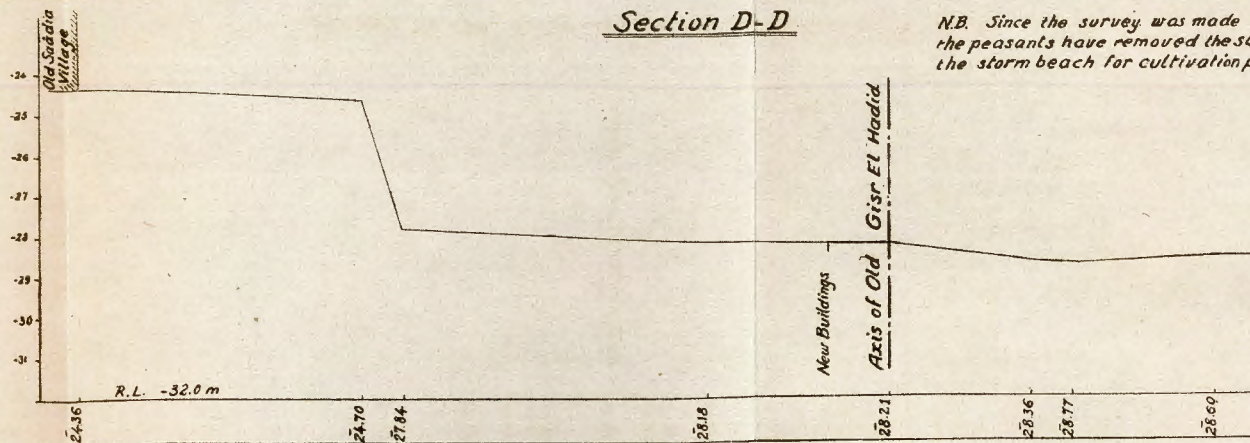 Section D-D
N.B. Since the survey was made
the peasants have removed the
the storm beach for cultivation
Old Saadia
Village
-24
-25
-26
-27
-28
-29
-30
-31
New Buildings
Axis of Old Gisr El Hadid
R.L. -32.0 m
-24.36
-24.70
-27.84
-28.18
-28.21
-28.36
-28.77
-28.60